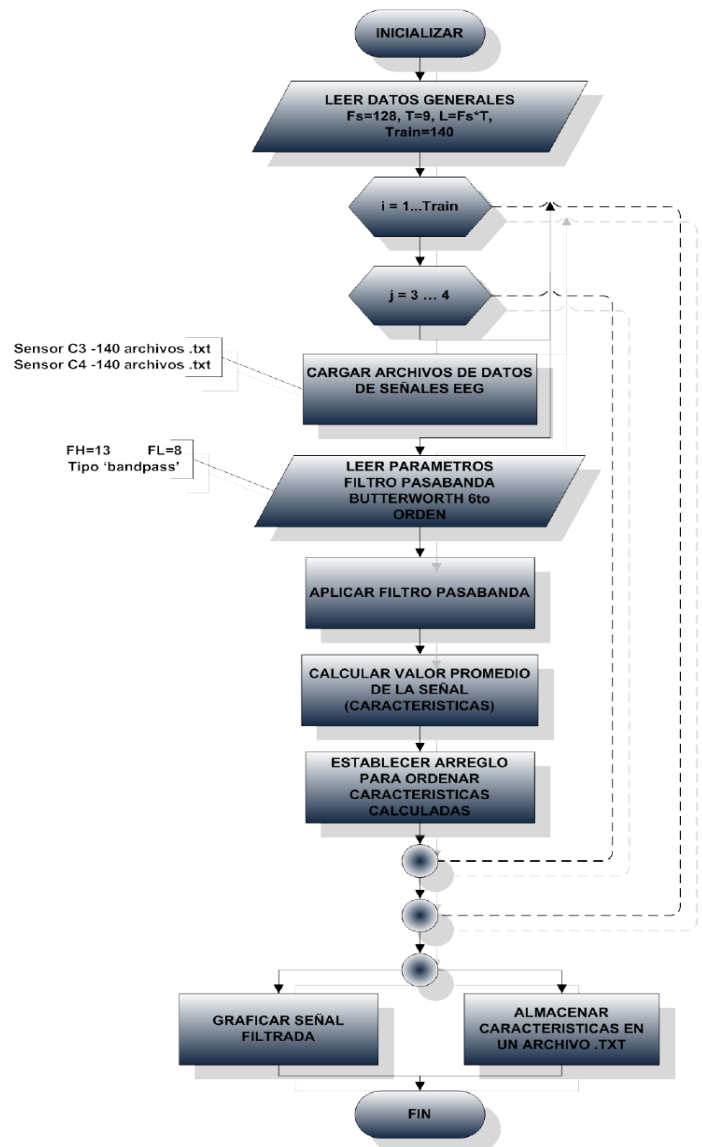 INICIALIZAR
LEER DATOS GENERALES
Fs=128, T=9, L=Fs*T,
Train=140
i = 1...Train
j = 3 ... 4
Sensor C3 -140 archivos .txt
Sensor C4 -140 archivos .txt
CARGAR ARCHIVOS DE DATOS
DE SEÑALES EEG
FH=13 FL=8
Tipo ‘bandpass’
LEER PARAMETROS
FILTRO PASABANDA
BUTTERWORTH 6to
ORDEN
APLICAR FILTRO PASABANDA
CALCULAR VALOR PROMEDIO
DE LA SEÑAL
(CARACTERISTICAS)
ESTABLECER ARREGLO
PARA ORDENAR
CARACTERISTICAS
CALCULADAS
GRAFICAR SEÑAL
FILTRADA
ALMACENAR
CARACTERISTICAS EN
UN ARCHIVO .TXT
FIN